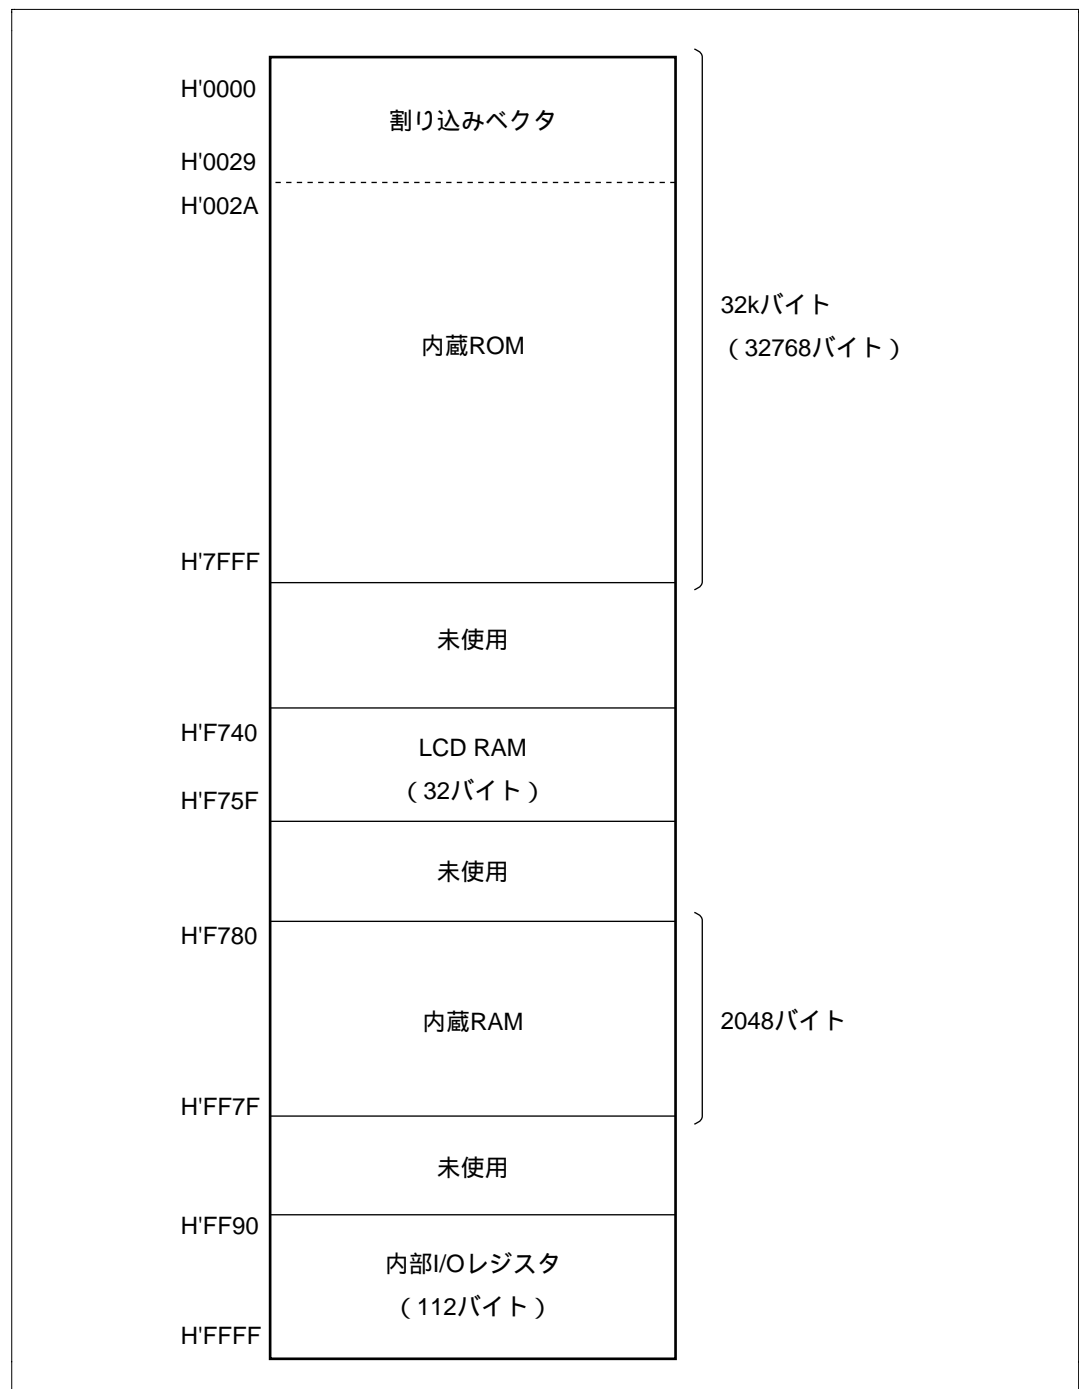 H'0000
割り込みベクタ
H'0029
H'002A
32kバイト
（32768バイト）
内蔵ROM
H'7FFF
未使用
H'F740
LCD RAM
（32バイト）
H'F75F
未使用
H'F780
内蔵RAM
2048バイト
H'FF7F
未使用
H'FF90
内部I/Oレジスタ
（112バイト）
H'FFFF